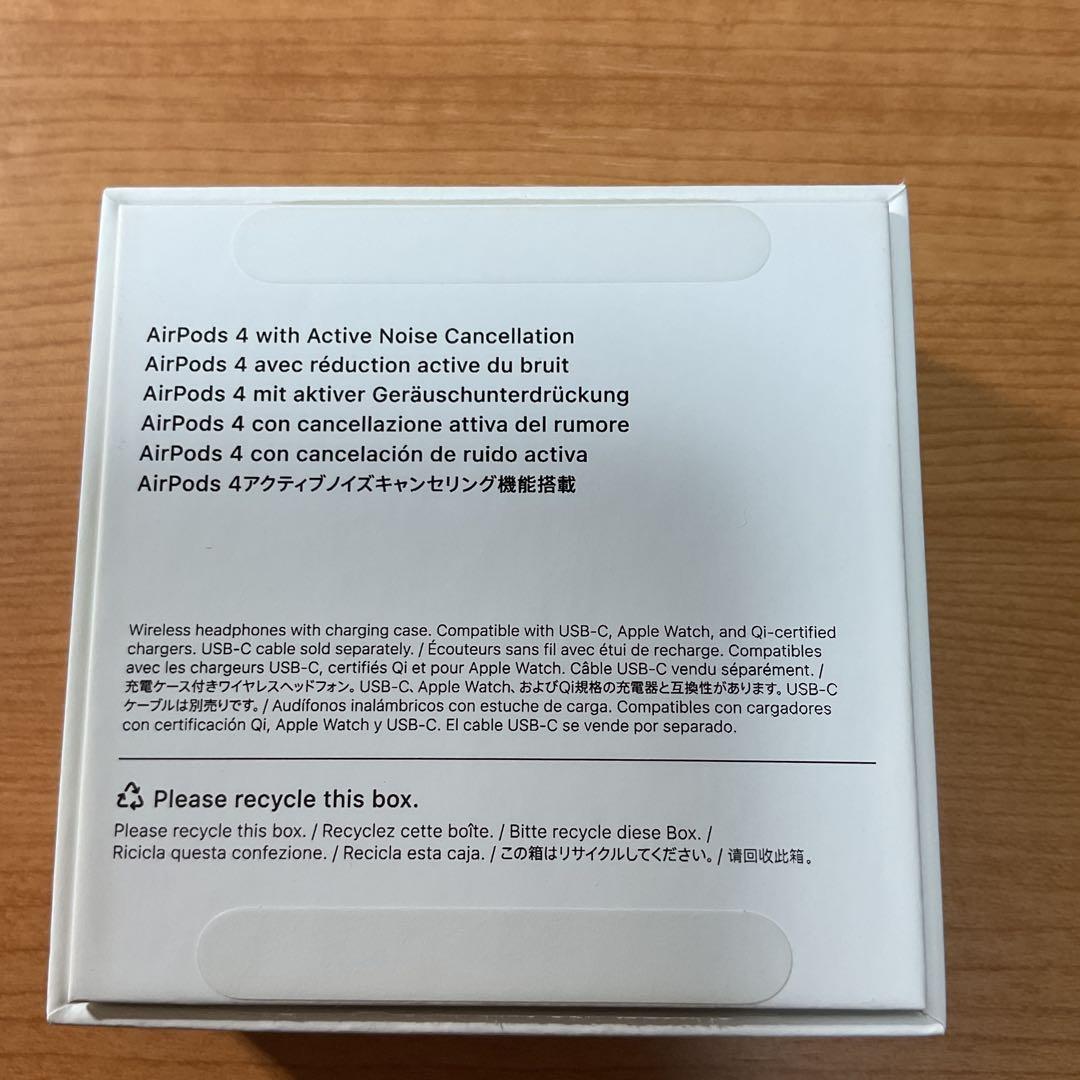 AirPods 4 with Active Noise Cancellation
AirPods 4 avec réduction active du bruit
AirPods 4 mit aktiver Geräuschunterdrückung
AirPods 4 con cancellazione attiva del rumore
AirPods 4 con cancelación de ruido activa
AirPods 4アクティブノイズキャンセリング機能搭載
Wireless headphones with charging case. Compatible with USB-C, Apple Watch, and Qi-certified
chargers. USB-C cable sold separately. / Écouteurs sans fil avec étui de recharge. Compatibles
avec les chargeurs USB-C, certifiés Qi et pour Apple Watch. Câble USB-C vendu séparément. /
充電ケース付きワイヤレスヘッドフォン。USB-C、Apple Watch、およびQi規格の充電器と互換性があります。USB-C
ケーブルは別売りです。/ Audífonos inalámbricos con estuche de carga. Compatibles con cargadores
con certificación Qi, Apple Watch y USB-C. El cable USB-C se vende por separado.
Please recycle this box.
Please recycle this box. / Recyclez cette boîte. / Bitte recycle diese Box. /
Ricicla questa confezione. / Recicla esta caja. / この箱はリサイクルしてください。/ 请回收此箱。